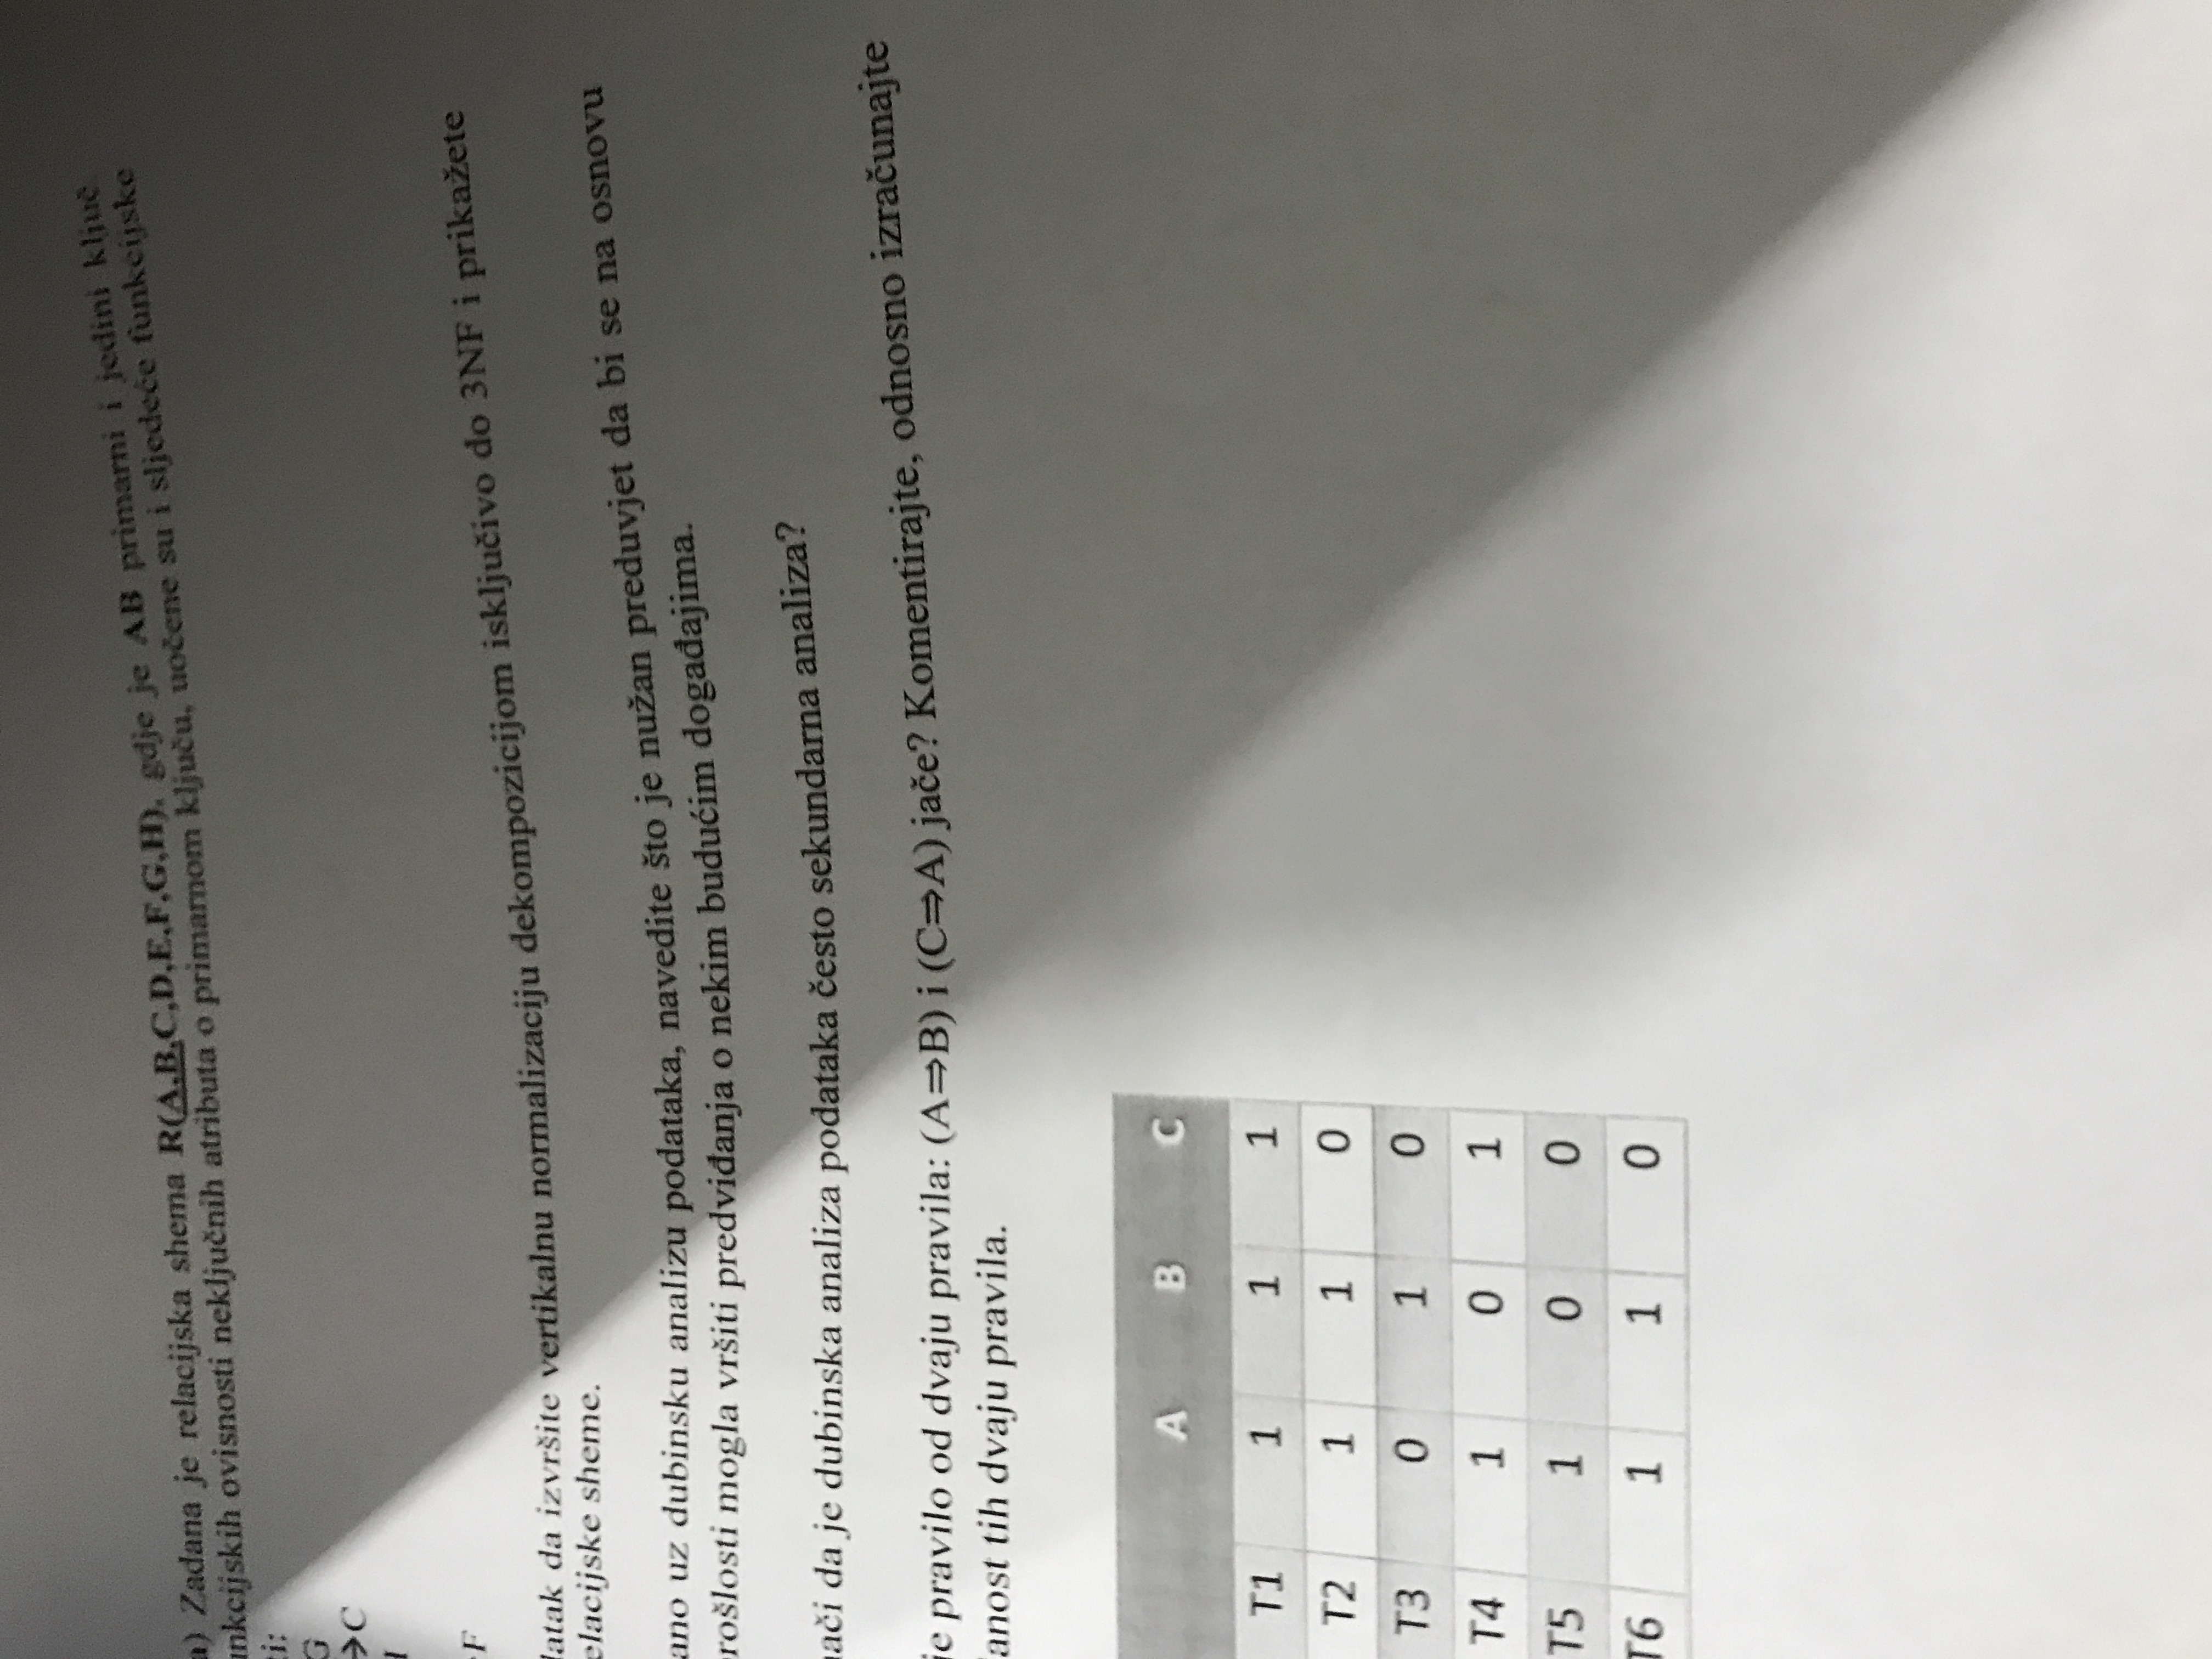 a) Zadana je relacijska shema R(A,B,C,D,E,F,G,H), gdje je AB primarni i jedini ključ.
unkcijskih ovisnosti neključnih atributa o primarnom ključu, uočene su i sljedeće funkcijske
ti:
G
→C
F
latak da izvršite vertikalnu normalizaciju dekompozicijom isključivo do 3NF i prikažete
elacijske sheme.
ano uz dubinsku analizu podataka, navedite što je nužan preduvjet da bi se na osnovu
rošlosti mogla vršiti predviđanja o nekim budućim događajima.
nači da je dubinska analiza podataka često sekundarna analiza?
je pravilo od dvaju pravila: (A⇒B) i (C⇒A) jače? Komentirajte, odnosno izračunajte
anost tih dvaju pravila.
A B C
T1 1 1 1
T2 1 1 0
T3 0 1 0
T4 1 0 1
T5 1 0 0
T6 1 1 0